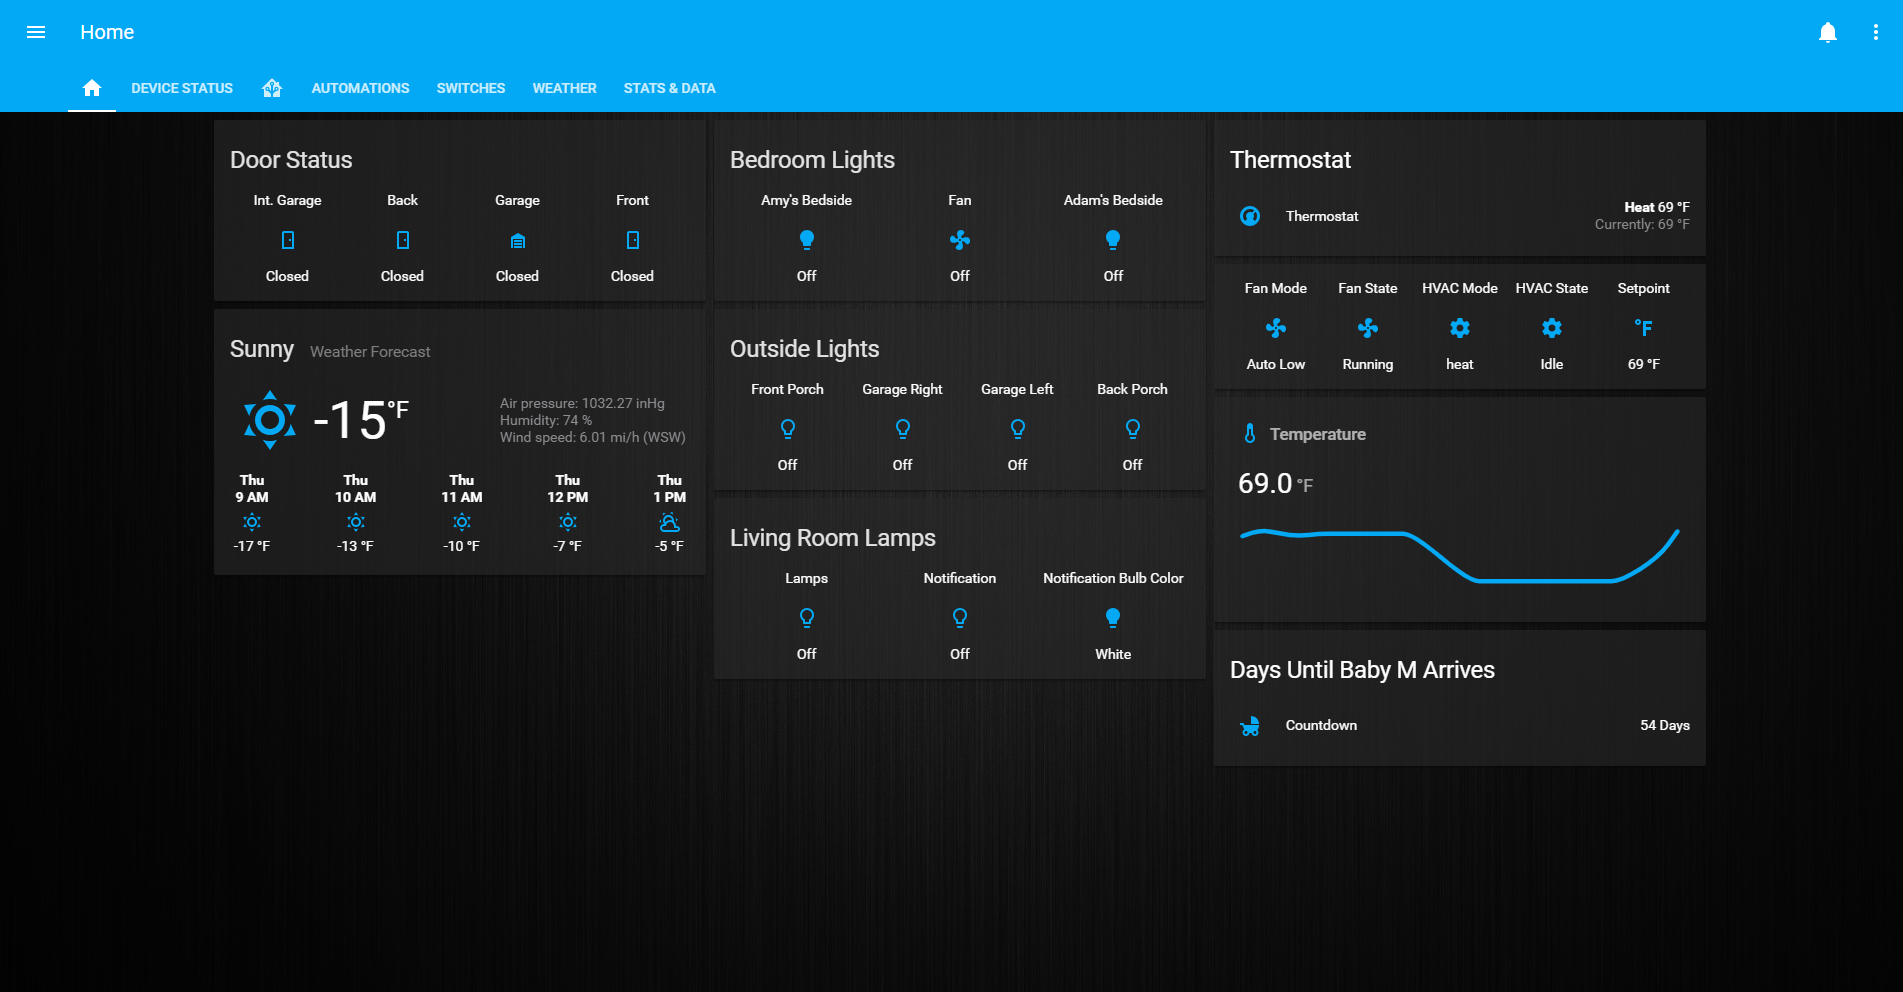 Home
DEVICE STATUS
AUTOMATIONS
SWITCHES
WEATHER
STATS & DATA
Door Status
Int. Garage Back Garage Front
Closed Closed Closed Closed
Sunny Weather Forecast
-15 °F
Air pressure: 1032.27 inHg
Humidity: 74 %
Wind speed: 6.01 mi/h (WSW)
Thu Thu Thu Thu Thu
9 AM 10 AM 11 AM 12 PM 1 PM
-17 °F -13 °F -10 °F -7 °F -5 °F
Bedroom Lights
Amy's Bedside Fan Adam's Bedside
Off Off Off
Outside Lights
Front Porch Garage Right Garage Left Back Porch
Off Off Off Off
Living Room Lamps
Lamps Notification Notification Bulb Color
Off Off White
Thermostat
Thermostat
Heat 69 °F
Currently: 69 °F
Fan Mode Fan State HVAC Mode HVAC State Setpoint
°F
Auto Low Running heat Idle 69 °F
Temperature
69.0 °F
Days Until Baby M Arrives
Countdown 54 Days